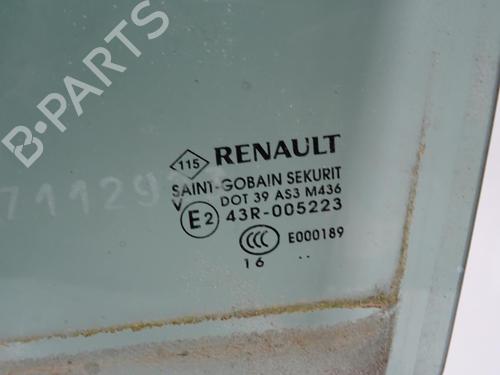 B-PARTS
115 RENAULT
SAINT-GOBAIN SEKURIT
V DOT 39 AS3 M436
E2 43R-005223
CCC E000189
16